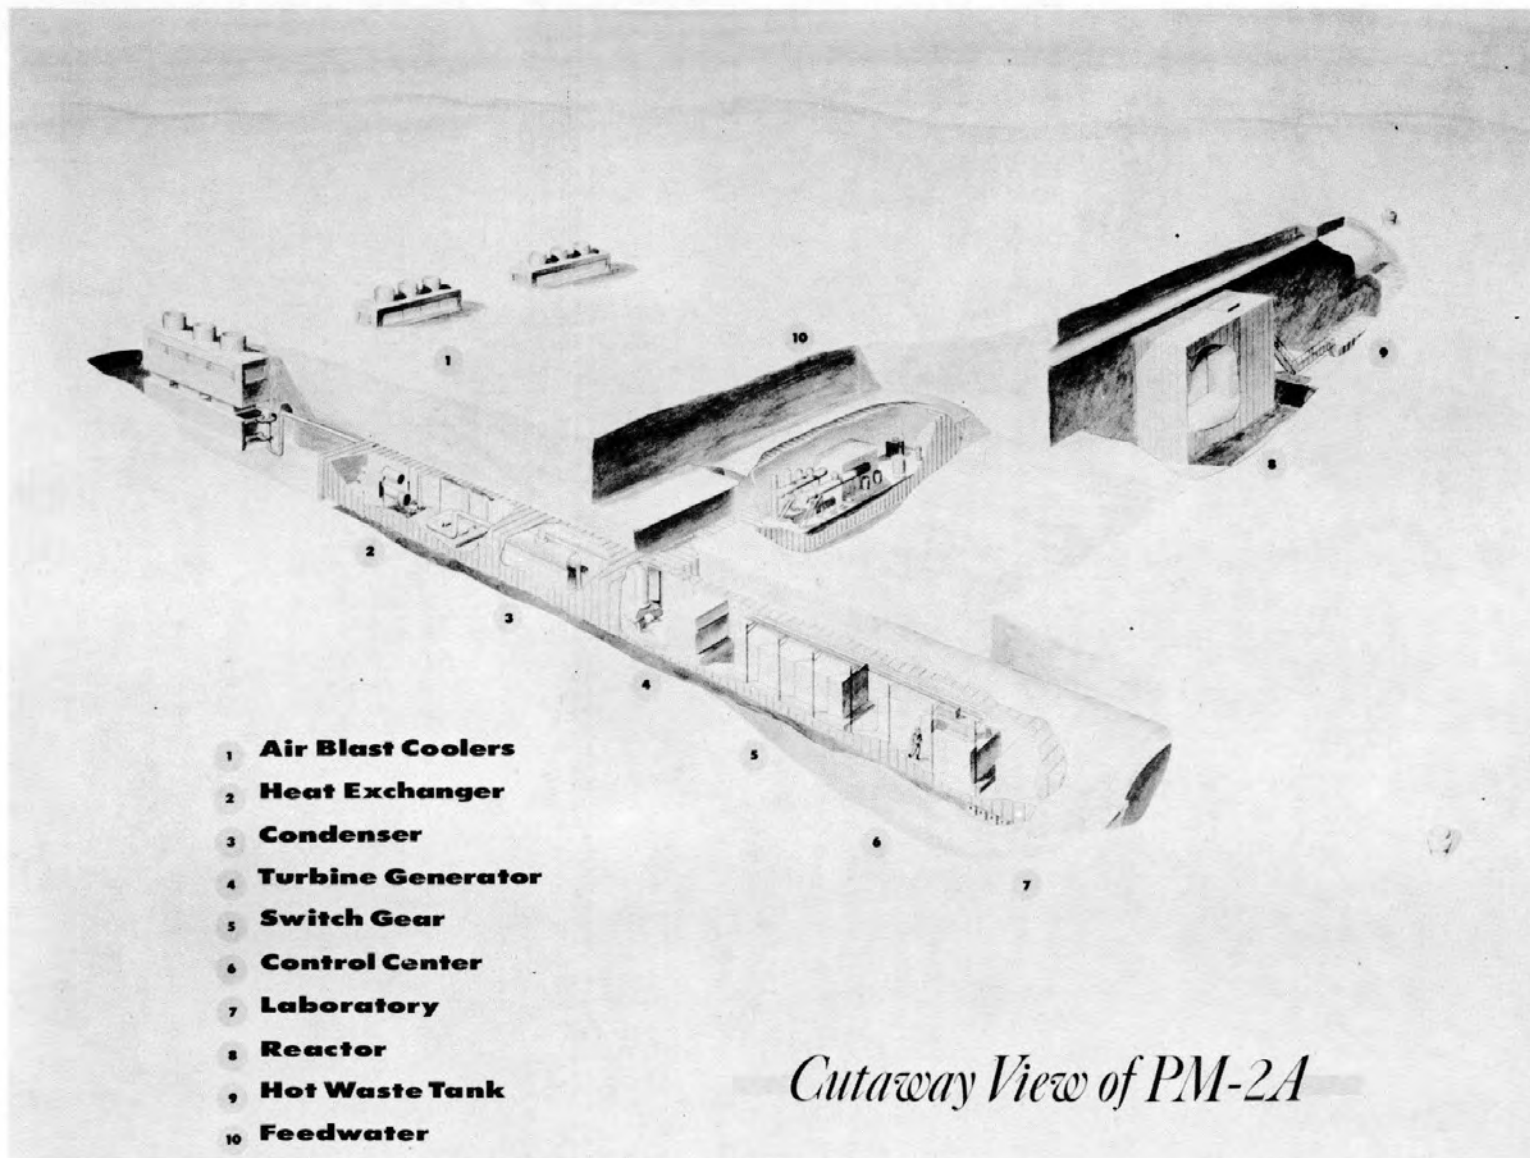 1
10
9
8
2
3
4
5
6
7
1 Air Blast Coolers
2 Heat Exchanger
3 Condenser
4 Turbine Generator
5 Switch Gear
6 Control Center
7 Laboratory
8 Reactor
9 Hot Waste Tank
10 Feedwater
Cutaway View of PM-2A